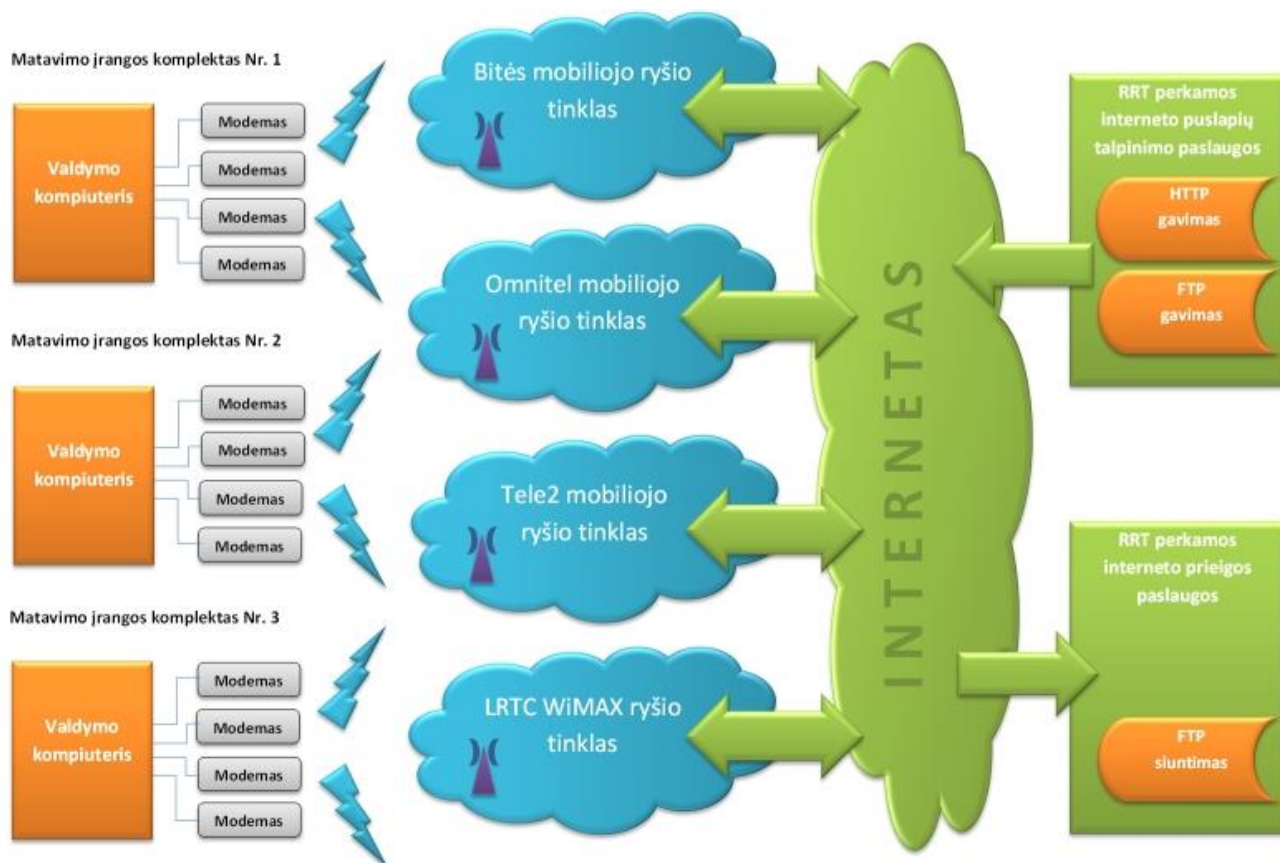 Matavimo įrangos komplektas Nr. 1
Valdymo
kompiuteris
Modemas
Modemas
Modemas
Modemas
Matavimo įrangos komplektas Nr. 2
Valdymo
kompiuteris
Modemas
Modemas
Modemas
Modemas
Matavimo įrangos komplektas Nr. 3
Valdymo
kompiuteris
Modemas
Modemas
Modemas
Modemas
Bitės mobiliojo ryšio
tinklas
Omnitel mobiliojo
ryšio tinklas
Tele2 mobiliojo
ryšio tinklas
LRTC WiMAX ryšio
tinklas
INTERNETAS
RRT perkamos
interneto puslapių
talpinimo paslaugos
HTTP
gavimas
FTP
gavimas
RRT perkamos
interneto prieigos
paslaugos
FTP
siuntimas